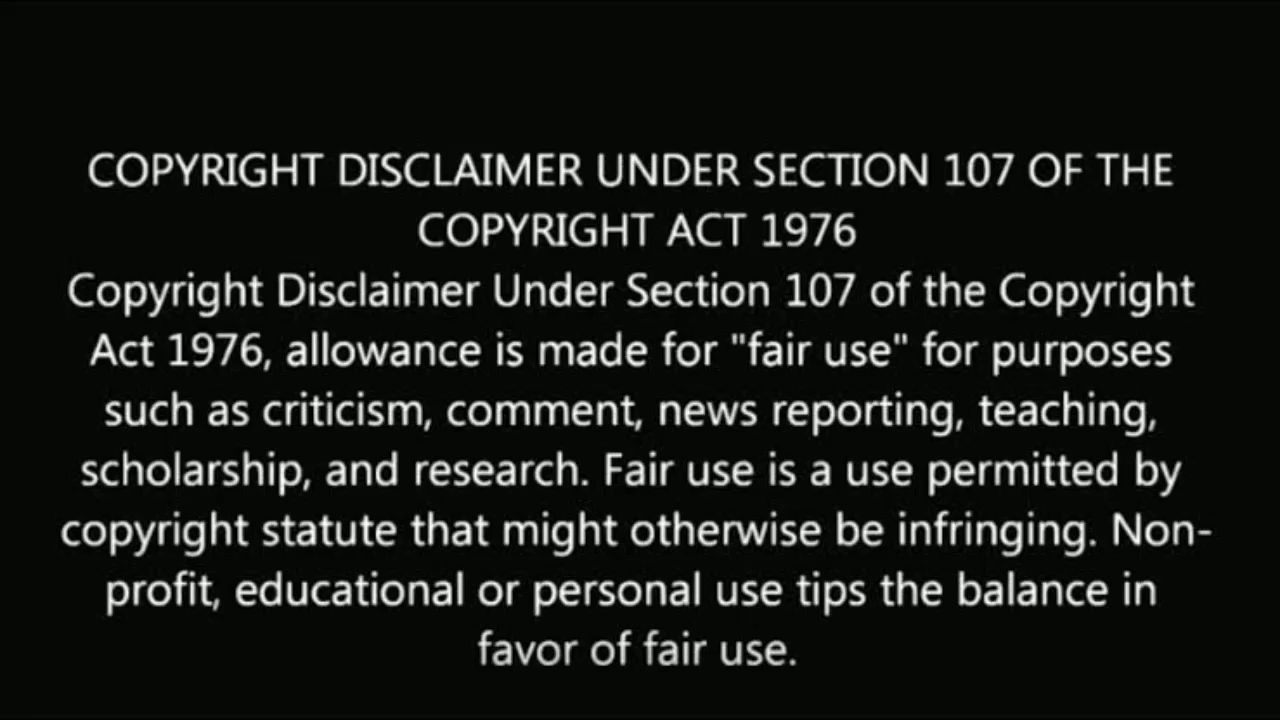 COPYRIGHT DISCLAIMER UNDER SECTION 107 OF THE
COPYRIGHT ACT 1976
Copyright Disclaimer Under Section 107 of the Copyright
Act 1976, allowance is made for "fair use" for purposes
such as criticism, comment, news reporting, teaching,
scholarship, and research. Fair use is a use permitted by
copyright statute that might otherwise be infringing. Non-
profit, educational or personal use tips the balance in
favor of fair use.